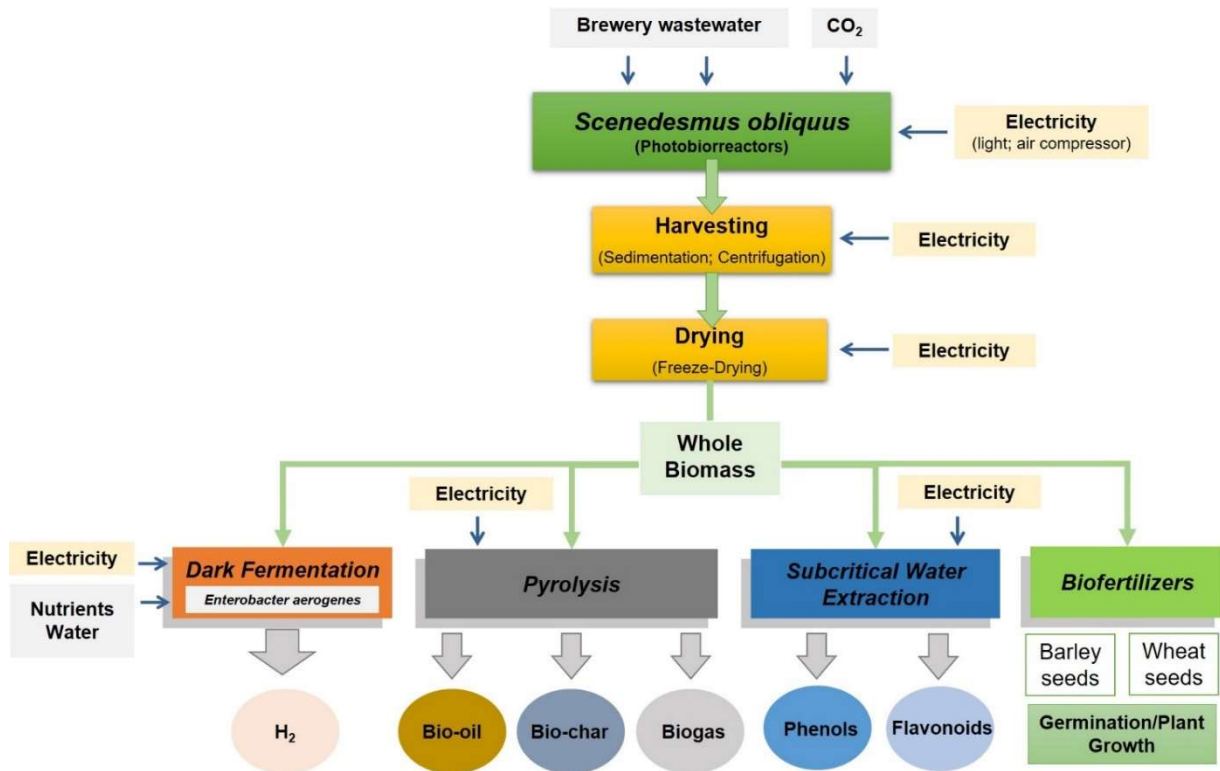 Brewery wastewater
CO₂
Scenedesmus obliquus
(Photobiorreactors)
Electricity
(light; air compressor)
Harvesting
(Sedimentation; Centrifugation)
Electricity
Drying
(Freeze-Drying)
Electricity
Whole
Biomass
Electricity
Electricity
Electricity
Nutrients
Water
Dark Fermentation
Enterobacter aerogenes
Pyrolysis
Subcritical Water
Extraction
Biofertilizers
Barley
seeds
Wheat
seeds
H₂
Bio-oil
Bio-char
Biogas
Phenols
Flavonoids
Germination/Plant
Growth